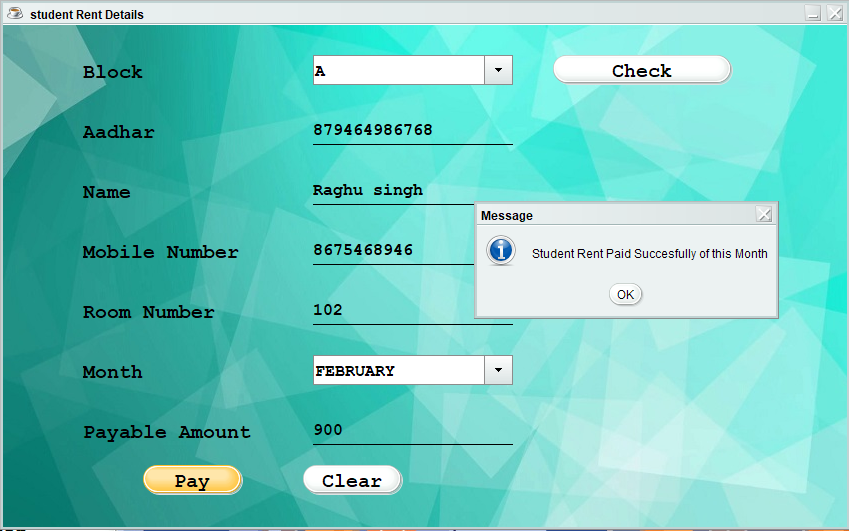 student Rent Details
Block
A
Check
Aadhar
879464986768
Name
Raghu singh
Message
Student Rent Paid Succesfully of this Month
OK
Mobile Number
8675468946
Room Number
102
Month
FEBRUARY
Payable Amount
900
Pay
Clear